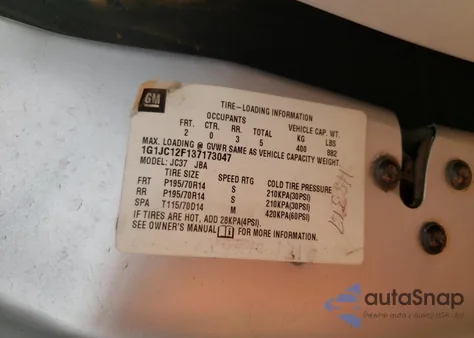 GM
TIRE-LOADING INFORMATION
OCCUPANTS VEHICLE CAP. WT.
FRT. CTR. RR. TOTAL KG LBS
2 0 3 5 400 882
MAX. LOADING @ GVWR SAME AS VEHICLE CAPACITY WEIGHT.
1G1JC12F137173047
MODEL: JC37 JBA
TIRE SIZE SPEED RTG COLD TIRE PRESSURE
FRT P195/70R14 S 210KPA(30PSI)
RR P195/70R14 S 210KPA(30PSI)
SPA T115/70D14 M 420KPA(60PSI)
IF TIRES ARE HOT, ADD 28KPA(4PSI)
SEE OWNER'S MANUAL FOR MORE INFORMATION.
autoSnap